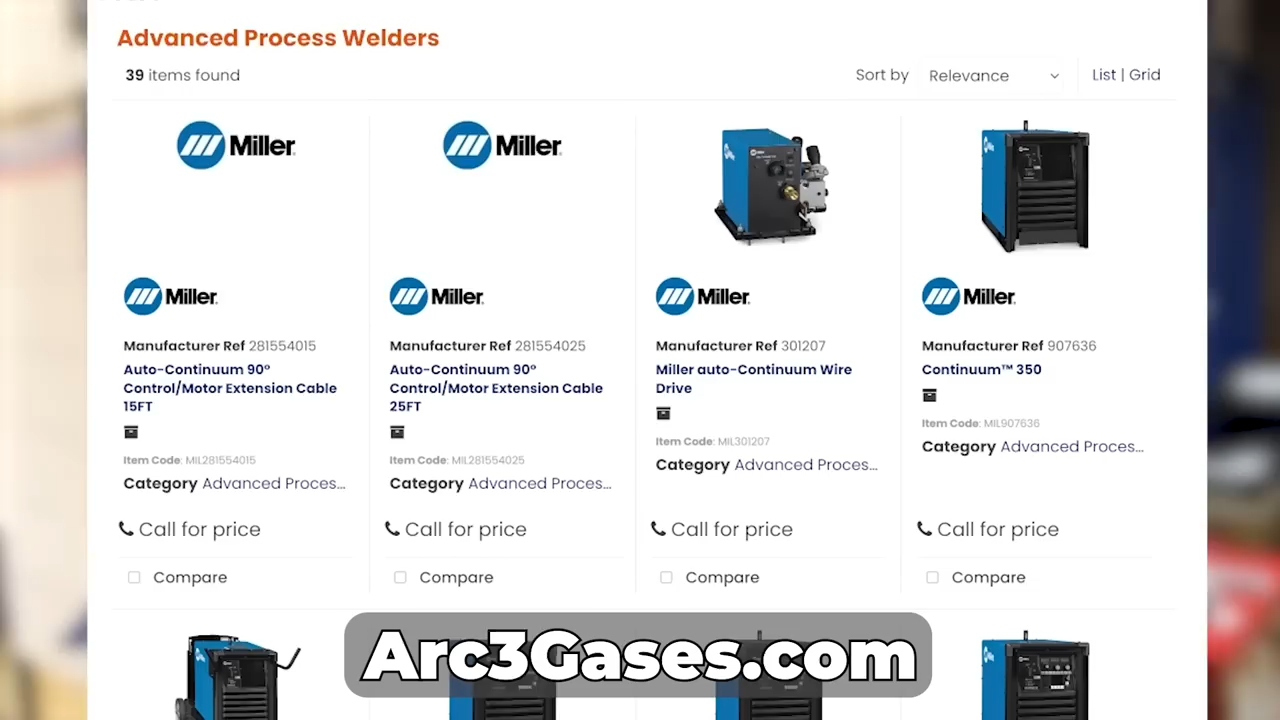 Advanced Process Welders
39 items found
Sort by Relevance
List | Grid
Miller
Miller
Miller
Manufacturer Ref 281554015
Auto-Continuum 90°
Control/Motor Extension Cable
15FT
Item Code: MIL281554015
Category Advanced Proces...
Call for price
Compare
Miller
Manufacturer Ref 281554025
Auto-Continuum 90°
Control/Motor Extension Cable
25FT
Item Code: MIL281554025
Category Advanced Proces...
Call for price
Compare
Miller
Manufacturer Ref 301207
Miller auto-Continuum Wire
Drive
Item Code: MIL301207
Category Advanced Proces...
Call for price
Compare
Miller
Manufacturer Ref 907636
Continuum™ 350
Item Code: MIL907636
Category Advanced Proces...
Call for price
Compare
Arc3Gases.com